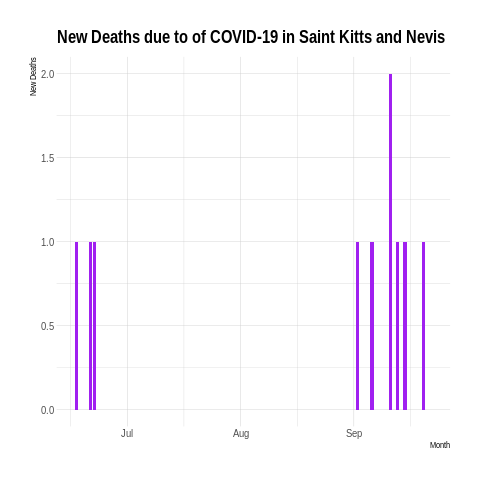 New Deaths due to of COVID-19 in Saint Kitts and Nevis
New Deaths
2.0
1.5
1.0
0.5
0.0
Jul Aug Sep
Month